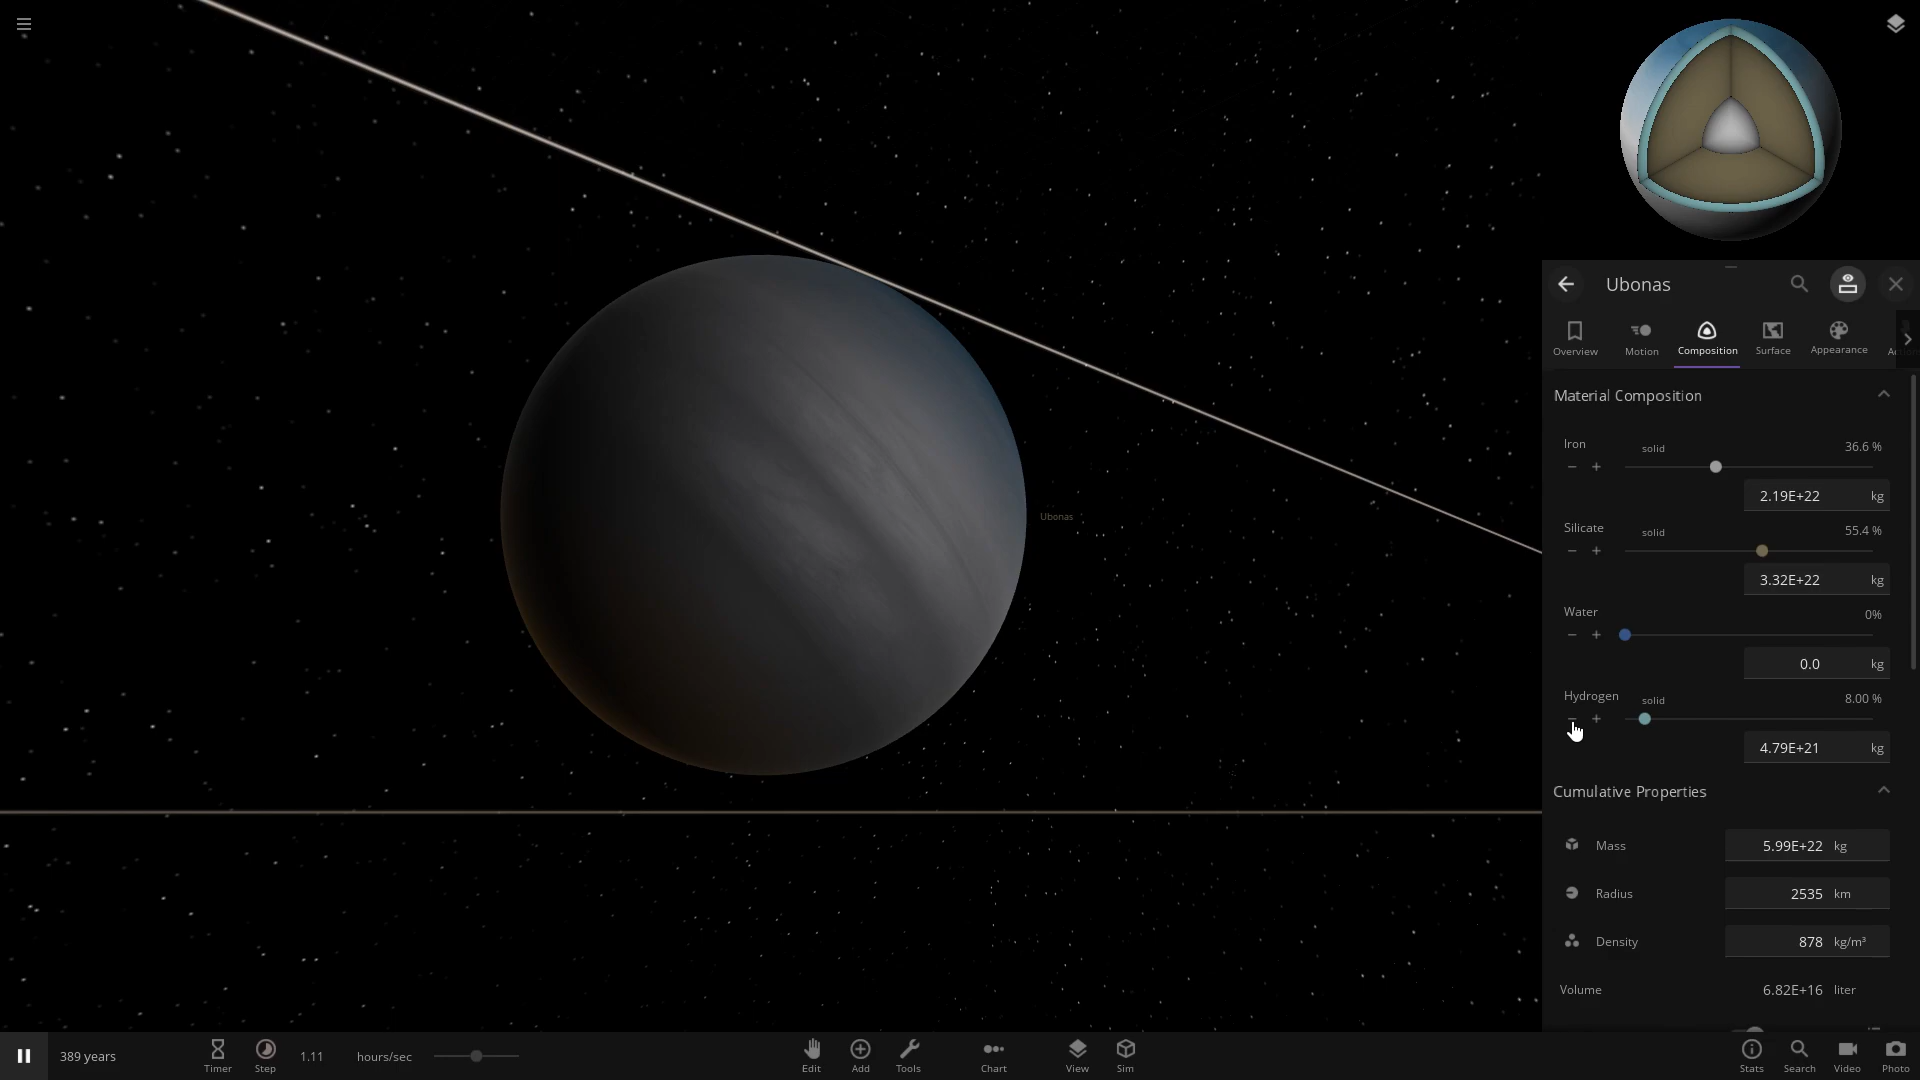 Ubonas
Overview
Motion
Composition
Surface
Appearance
Material Composition
Iron
solid
36.6 %
− +
2.19E+22 kg
Silicate
solid
55.4 %
− +
3.32E+22 kg
Water
0%
− +
0.0 kg
Hydrogen
solid
8.00 %
− +
4.79E+21 kg
Cumulative Properties
Mass 5.99E+22 kg
Radius 2535 km
Density 878 kg/m³
Volume 6.82E+16 liter
Ubonas
389 years
Timer
Step
1.11 hours/sec
Edit
Add
Tools
Chart
View
Sim
Stats
Search
Video
Photo